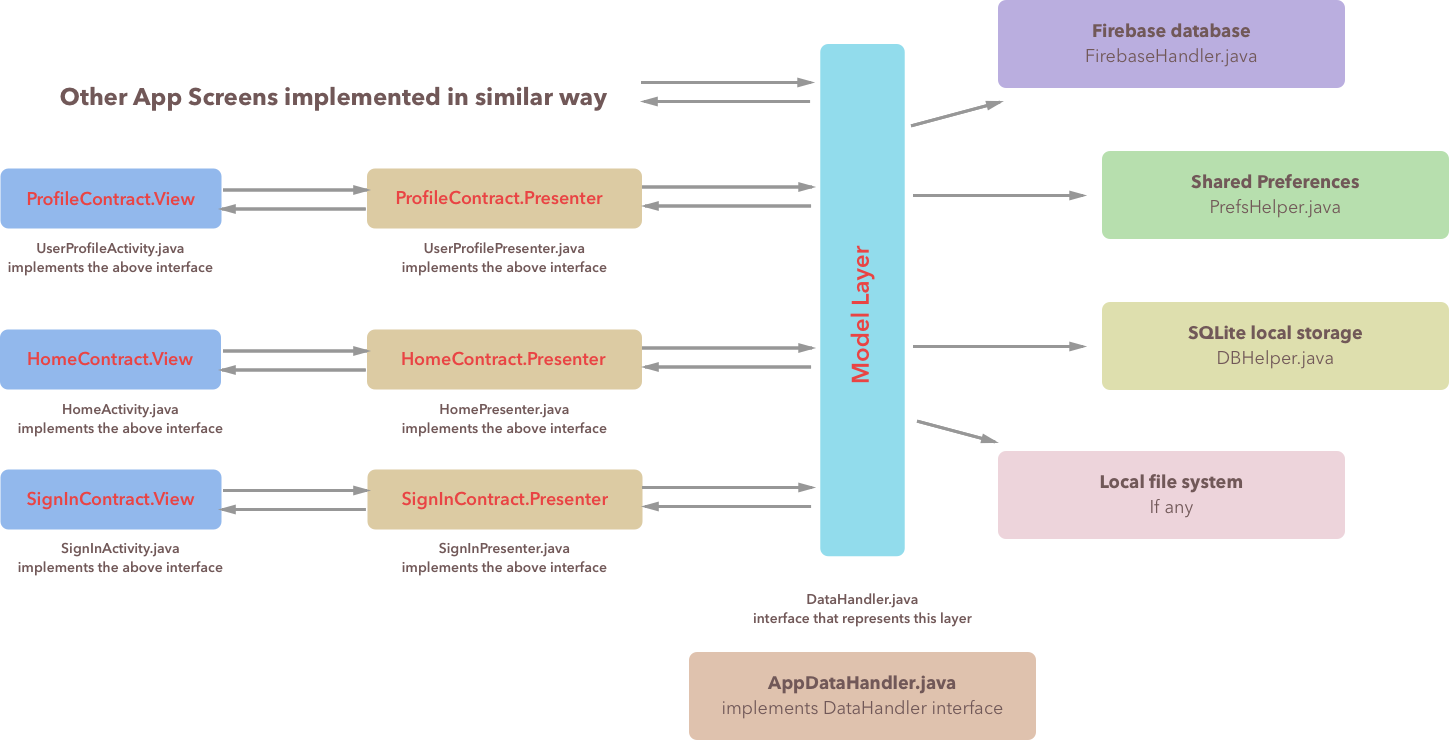 Firebase database
FirebaseHandler.java
Other App Screens implemented in similar way
Shared Preferences
PrefsHelper.java
ProfileContract.View
ProfileContract.Presenter
UserProfileActivity.java
implements the above interface
UserProfilePresenter.java
implements the above interface
Model Layer
SQLite local storage
DBHelper.java
HomeContract.View
HomeContract.Presenter
HomeActivity.java
implements the above interface
HomePresenter.java
implements the above interface
Local file system
If any
SignInContract.View
SignInContract.Presenter
SignInActivity.java
implements the above interface
SignInPresenter.java
implements the above interface
DataHandler.java
interface that represents this layer
AppDataHandler.java
implements DataHandler interface